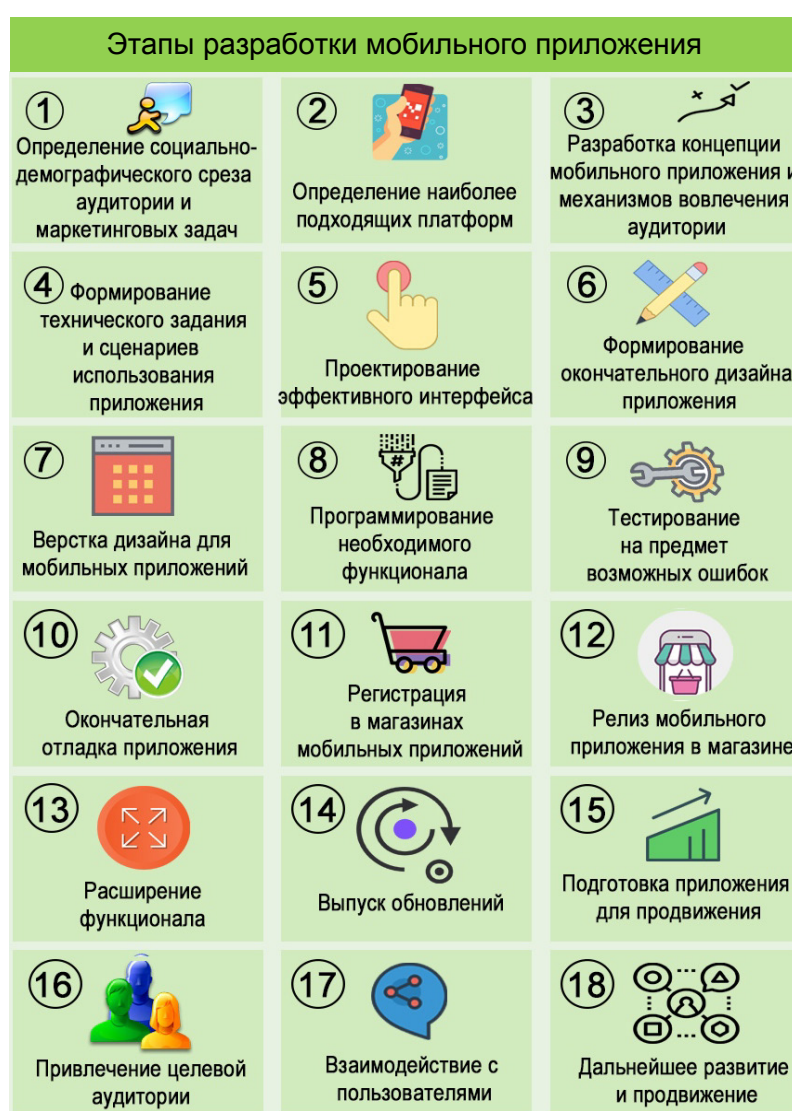 Этапы разработки мобильного приложения
1
Определение социально-
демографического среза
аудитории и
маркетинговых задач
2
Определение наиболее
подходящих платформ
3
Разработка концепции
мобильного приложения и
механизмов вовлечения
аудитории
4 Формирование
технического задания
и сценариев
использования
приложения
5
Проектирование
эффективного интерфейса
6
Формирование
окончательного дизайна
приложения
7
Верстка дизайна для
мобильных приложений
8
#
Программирование
необходимого
функционала
9
Тестирование
на предмет
возможных ошибок
10
Окончательная
отладка приложения
11
Регистрация
в магазинах
мобильных приложений
12
Релиз мобильного
приложения в магазине
13
Расширение
функционала
14
Выпуск обновлений
15
Подготовка приложения
для продвижения
16
Привлечение целевой
аудитории
17
Взаимодействие с
пользователями
18
Дальнейшее развитие
и продвижение